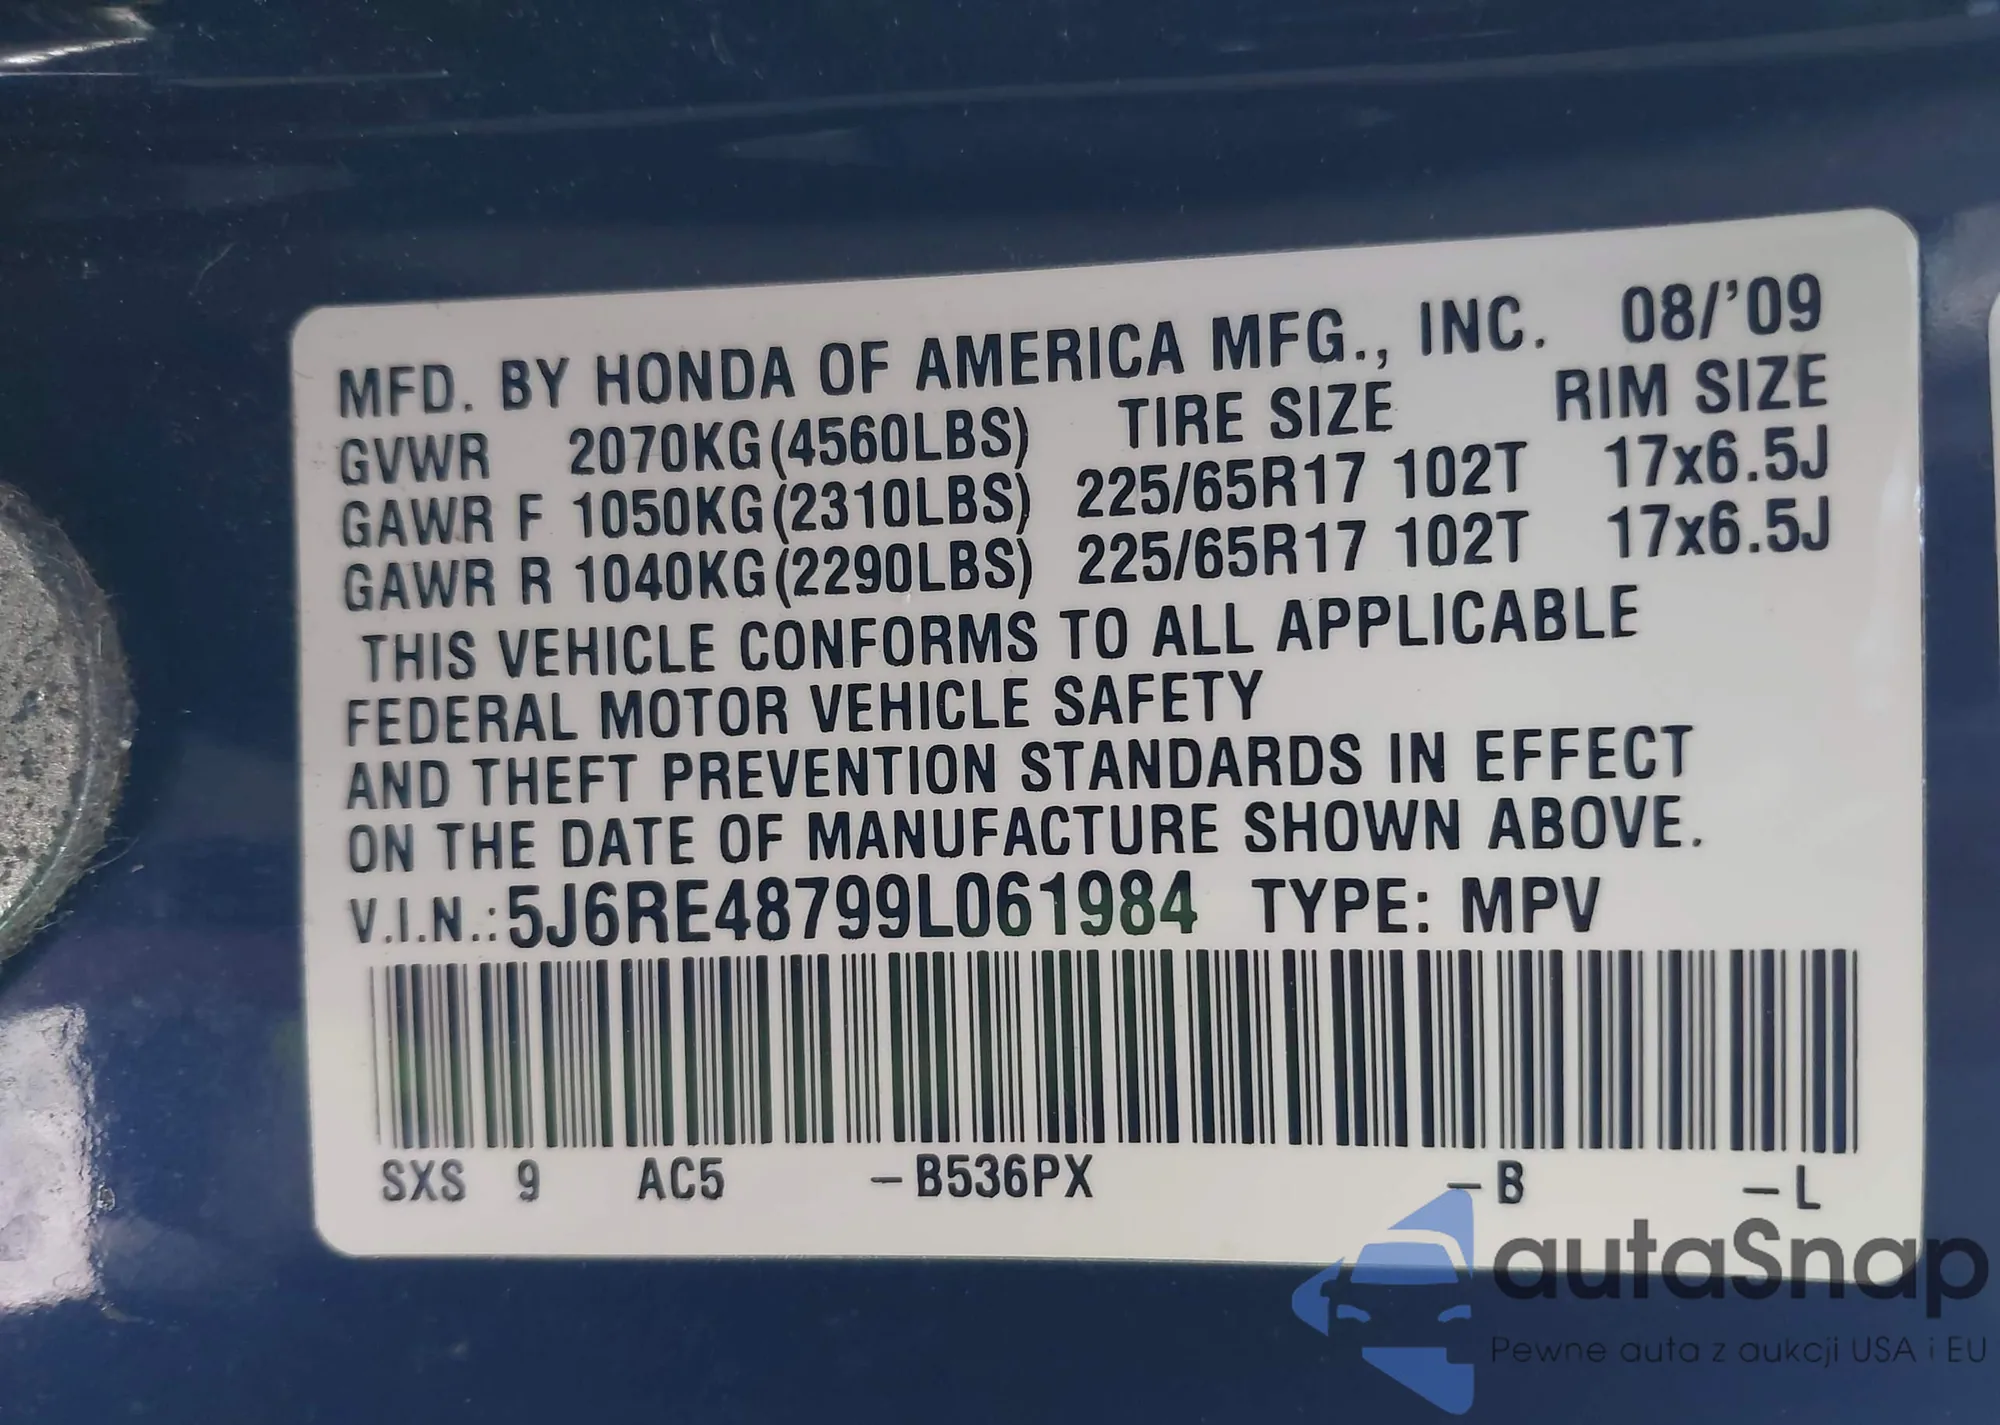 MFD. BY HONDA OF AMERICA MFG., INC. 08/'09
GVWR 2070KG(4560LBS) TIRE SIZE RIM SIZE
GAWR F 1050KG(2310LBS) 225/65R17 102T 17x6.5J
GAWR R 1040KG(2290LBS) 225/65R17 102T 17x6.5J
THIS VEHICLE CONFORMS TO ALL APPLICABLE
FEDERAL MOTOR VEHICLE SAFETY
AND THEFT PREVENTION STANDARDS IN EFFECT
ON THE DATE OF MANUFACTURE SHOWN ABOVE.
V.I.N.:5J6RE48799L061984 TYPE: MPV
SXS 9 AC5 –B536PX –B –L
autaSnap
Pewne auta z aukcji USA i EU